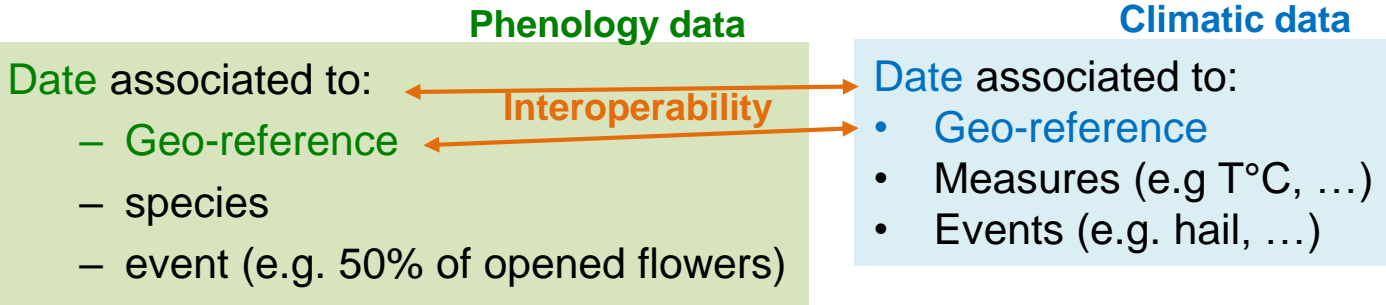 Phenology data
Date associated to:
– Geo-reference
– species
– event (e.g. 50% of opened flowers)
Interoperability
Climatic data
Date associated to:
• Geo-reference
• Measures (e.g T°C, …)
• Events (e.g. hail, …)